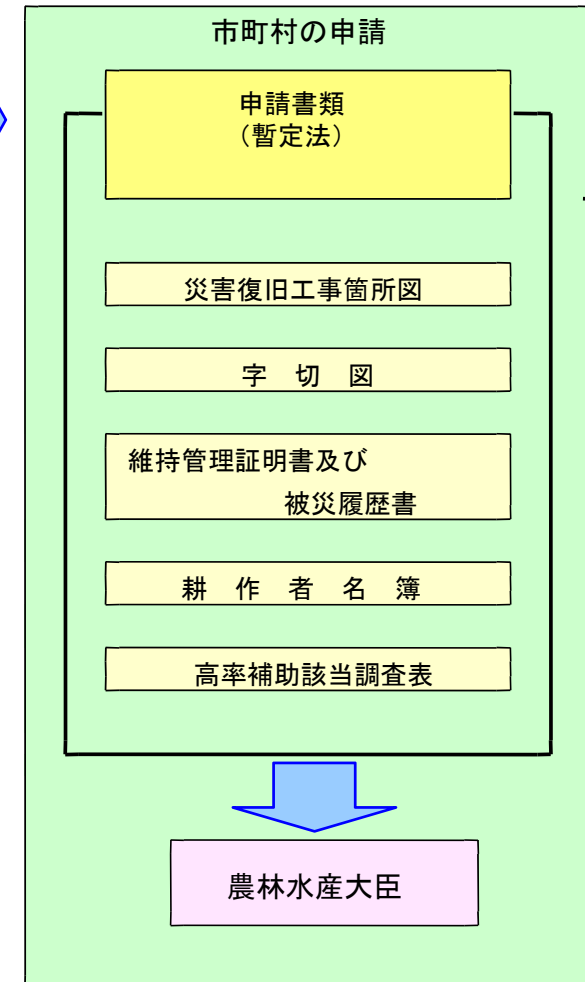 市町村の申請
申請書類
（暫定法）
災害復旧工事箇所図
字　切　図
維持管理証明書及び
被災履歴書
耕　作　者　名　簿
高率補助該当調査表
農林水産大臣